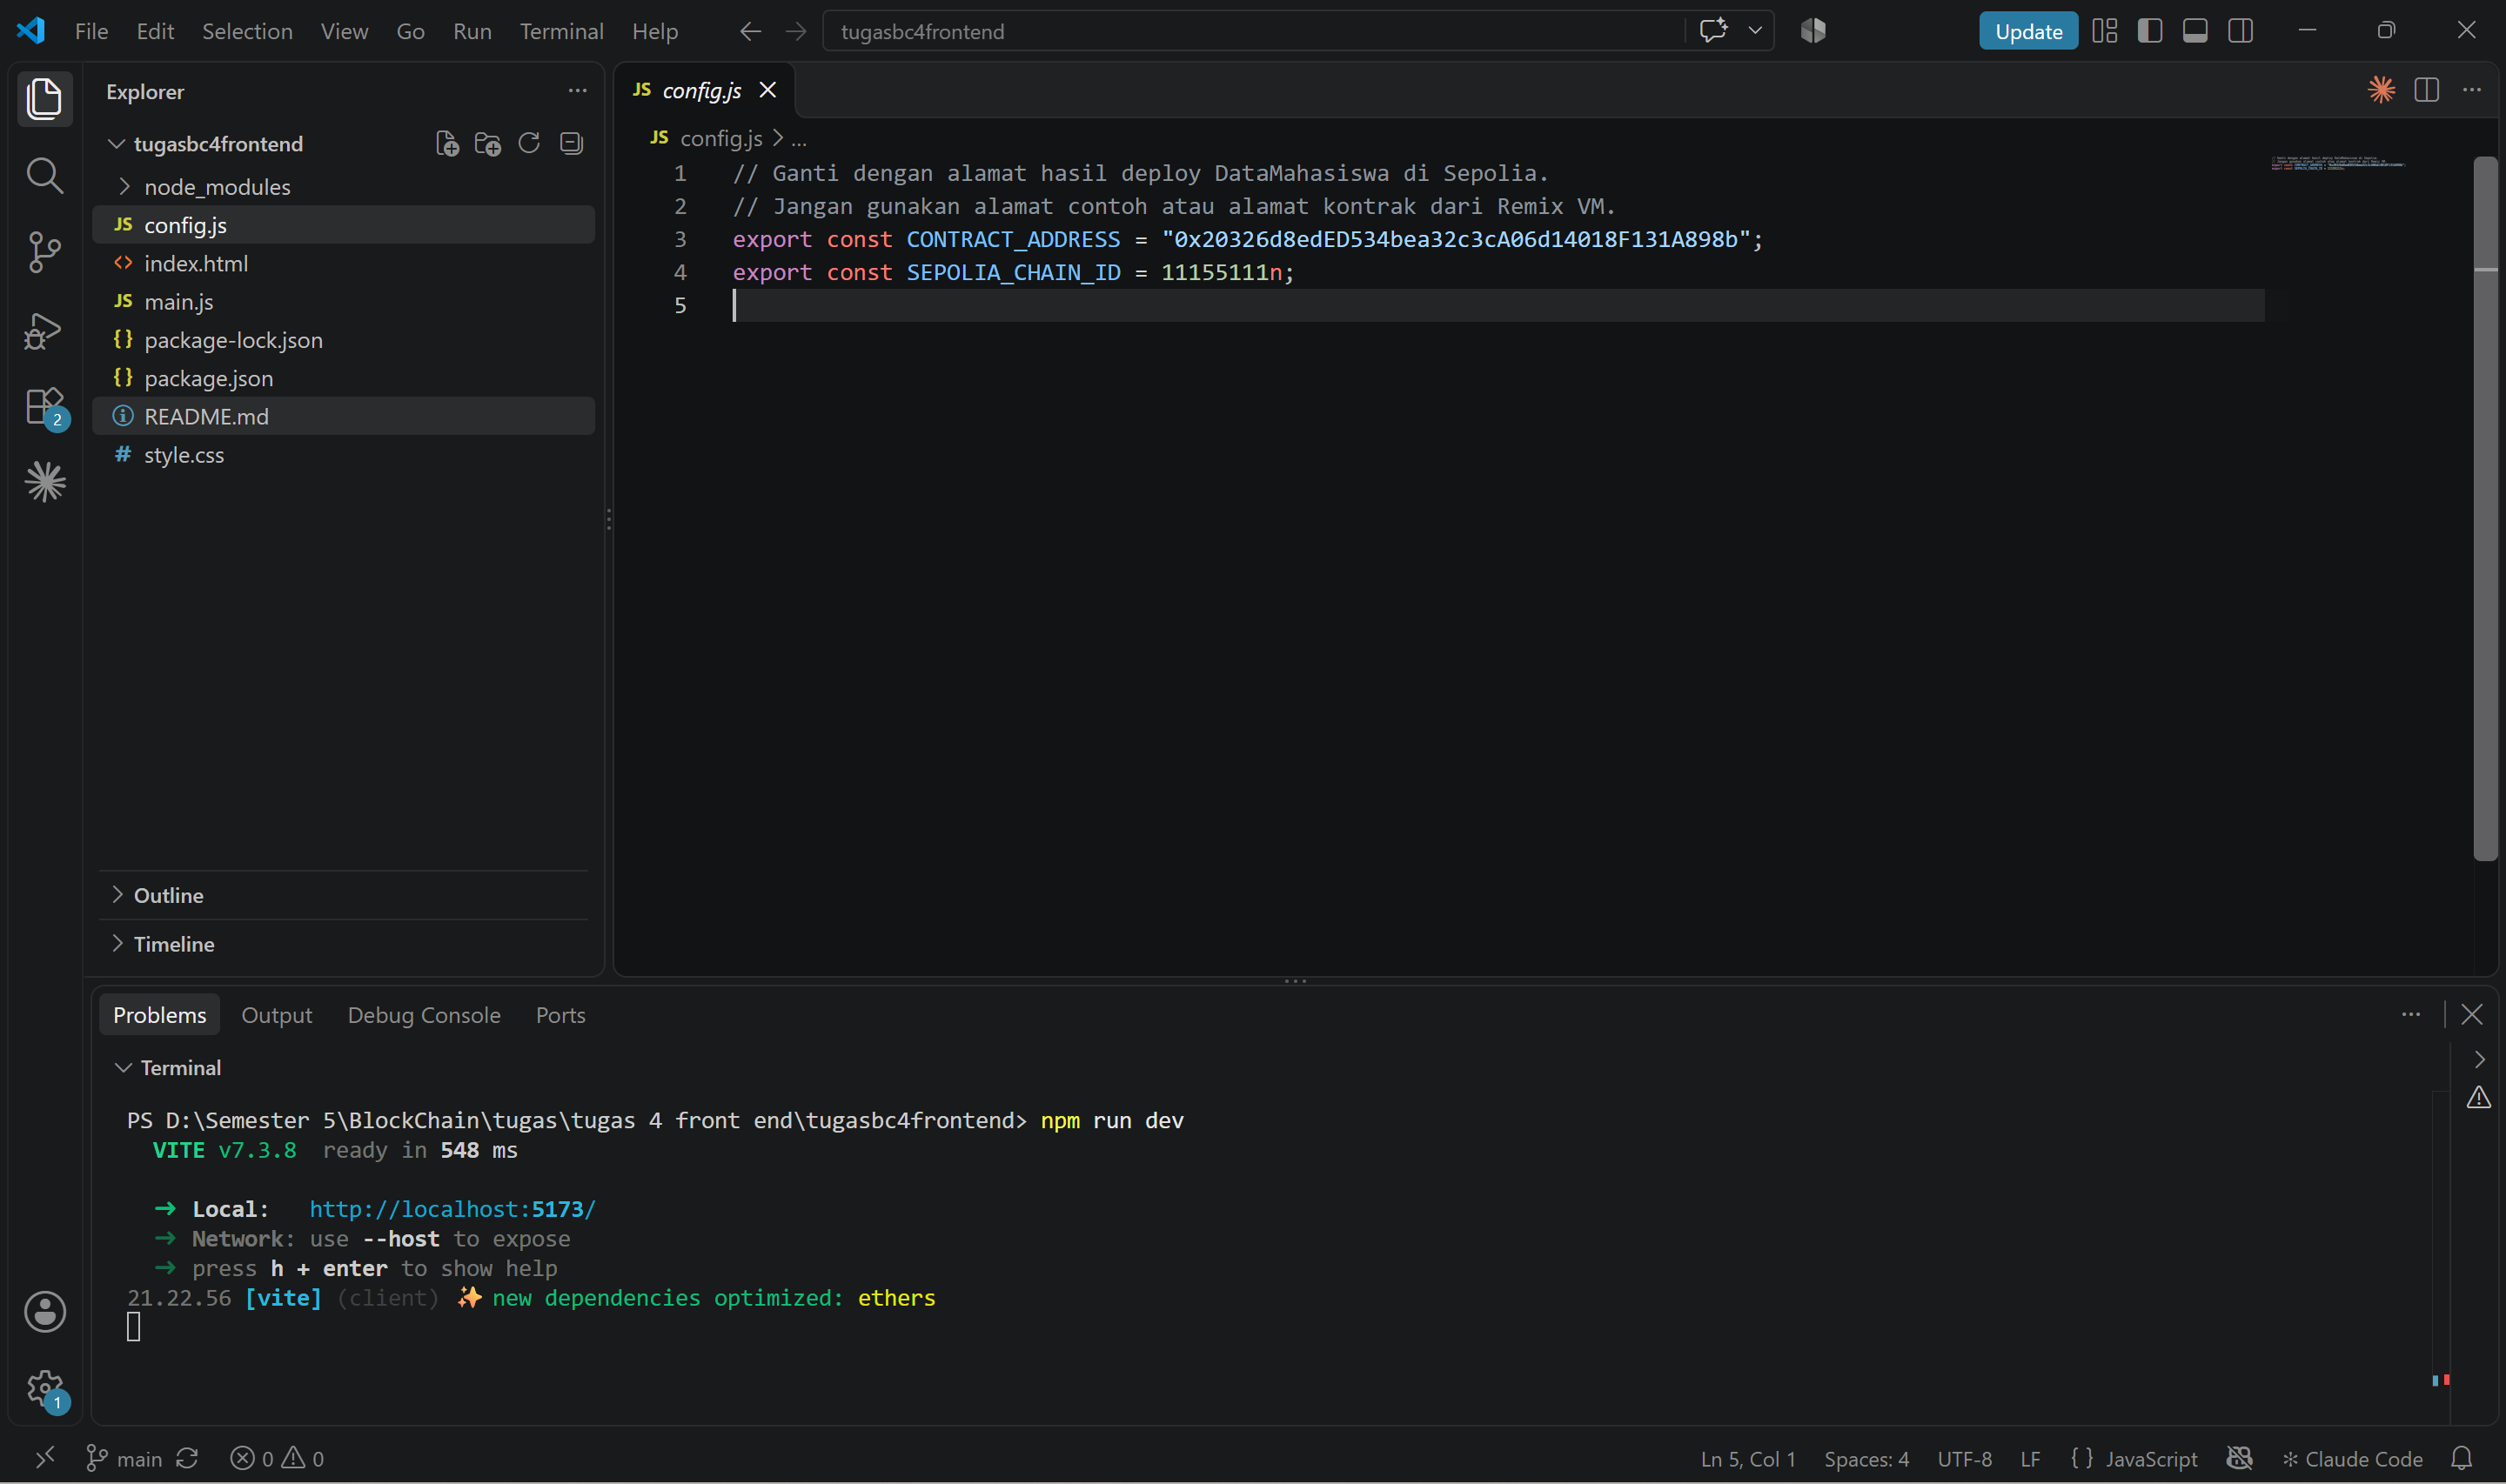 File Edit Selection View Go Run Terminal Help
tugasbc4frontend
Update
Explorer
tugasbc4frontend
node_modules
JS config.js
<> index.html
JS main.js
{} package-lock.json
{} package.json
README.md
# style.css
2
Outline
Timeline
1
JS config.js
JS config.js > ...
1 // Ganti dengan alamat hasil deploy DataMahasiswa di Sepolia.
2 // Jangan gunakan alamat contoh atau alamat kontrak dari Remix VM.
3 export const CONTRACT_ADDRESS = "0x20326d8edED534bea32c3cA06d14018F131A898b";
4 export const SEPOLIA_CHAIN_ID = 11155111n;
5
Problems Output Debug Console Ports
Terminal
PS D:\Semester 5\BlockChain\tugas\tugas 4 front end\tugasbc4frontend> npm run dev
VITE v7.3.8 ready in 548 ms
➜ Local: http://localhost:5173/
➜ Network: use --host to expose
➜ press h + enter to show help
21.22.56 [vite] (client) ✨ new dependencies optimized: ethers
main 0 0
Ln 5, Col 1 Spaces: 4 UTF-8 LF {} JavaScript Claude Code